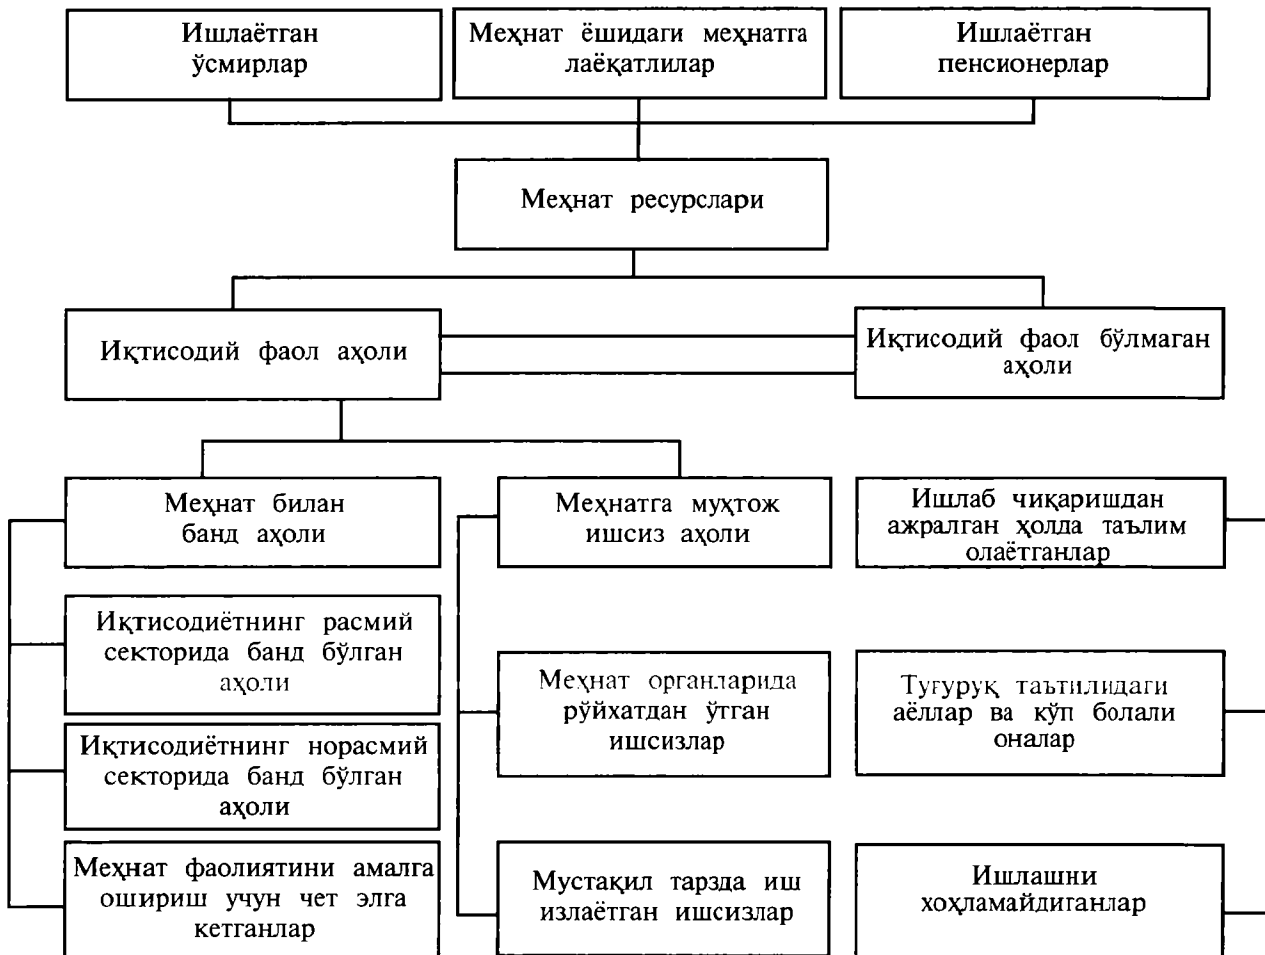 Ишлаётган
ўсмирлар
Меҳнат ёшидаги меҳнатга
лаёқатлилар
Ишлаётган
пенсионерлар
Меҳнат ресурслари
Иқтисодий фаол аҳоли
Иқтисодий фаол бўлмаган
аҳоли
Меҳнат билан
банд аҳоли
Меҳнатга муҳтож
ишсиз аҳоли
Ишлаб чиқаришдан
ажралган ҳолда таълим
олаётганлар
Иқтисодиётнинг расмий
секторида банд бўлган
аҳоли
Меҳнат органларида
рўйхатдан ўтган
ишсизлар
Туғуруқ таътилидаги
аёллар ва кўп болали
оналар
Иқтисодиётнинг норасмий
секторида банд бўлган
аҳоли
Меҳнат фаолиятини амалга
ошириш учун чет элга
кетганлар
Мустақил тарзда иш
излаётган ишсизлар
Ишлашни
хоҳламайдиганлар